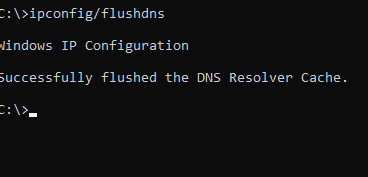 C:\>ipconfig/flushdns
Windows IP Configuration
Successfully flushed the DNS Resolver Cache.
C:\>